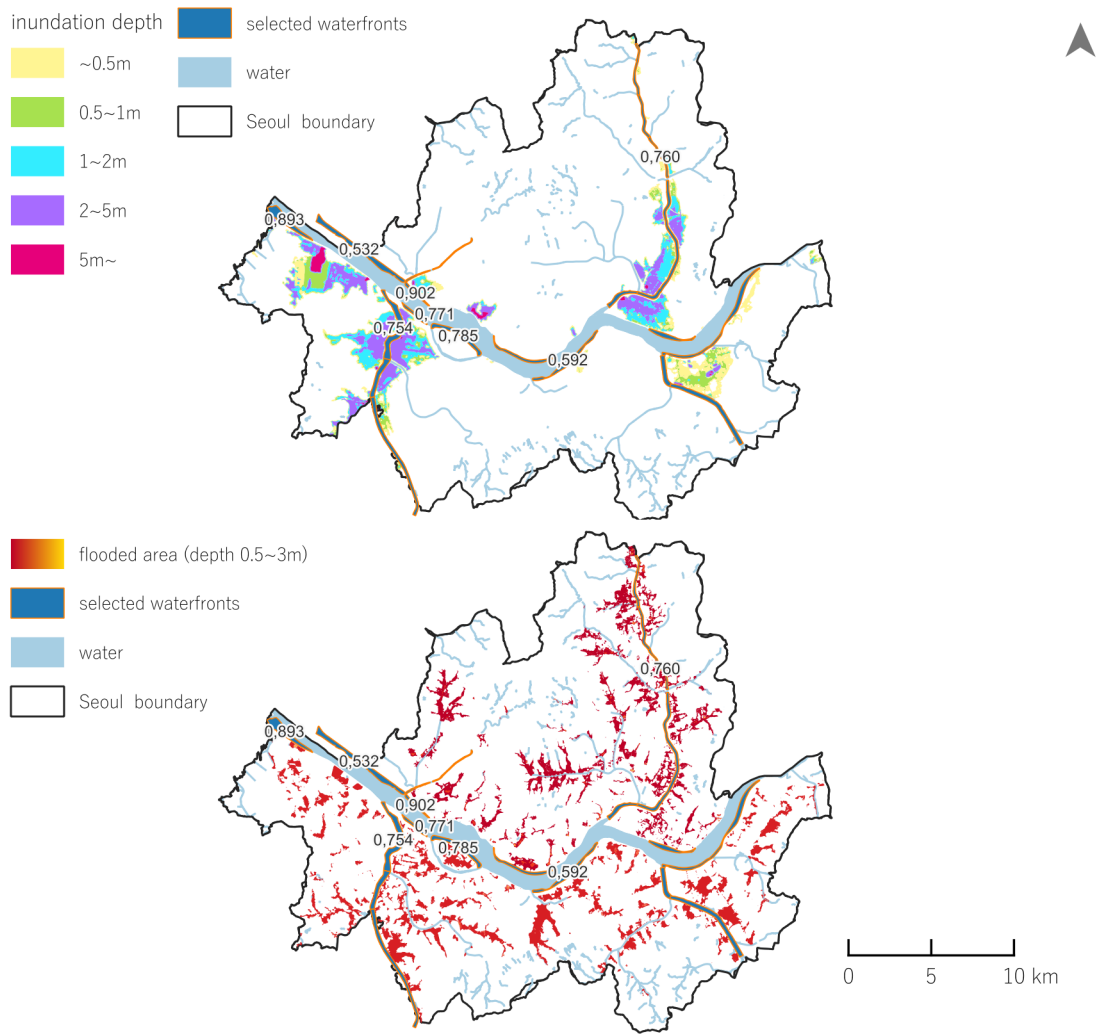 inundation depth
~0.5m
0.5~1m
1~2m
2~5m
5m~
selected waterfronts
water
Seoul boundary
0,760
0,893
0,532
0,902
0,771
0,754
0,785
0,592
flooded area (depth 0.5~3m)
selected waterfronts
water
Seoul boundary
0,760
0,893
0,532
0,902
0,771
0,754
0,785
0,592
0 5 10 km